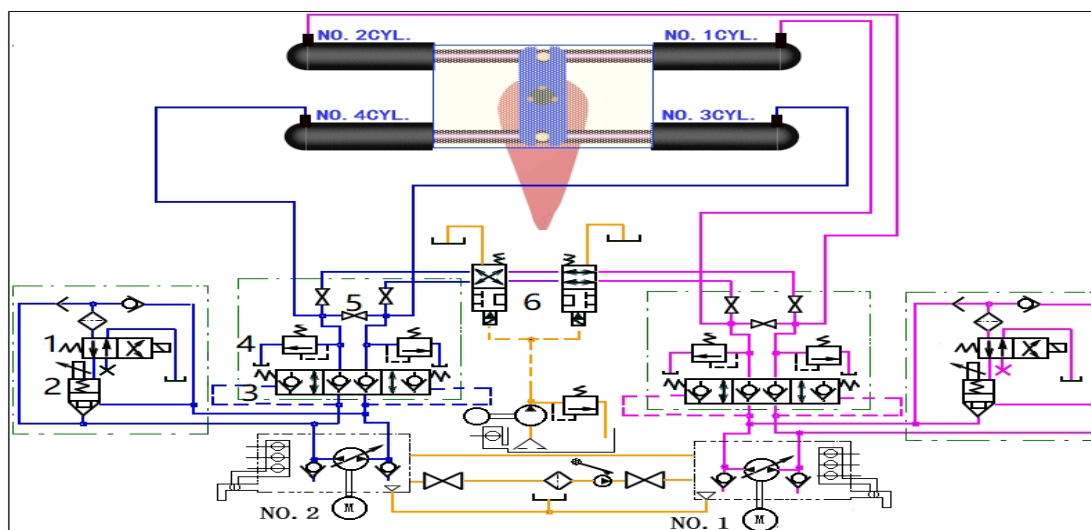 NO. 2CYL.
NO. 1CYL.
NO. 4CYL.
NO. 3CYL.
1
2
3
4
5
6
M
NO. 2
M
NO. 1